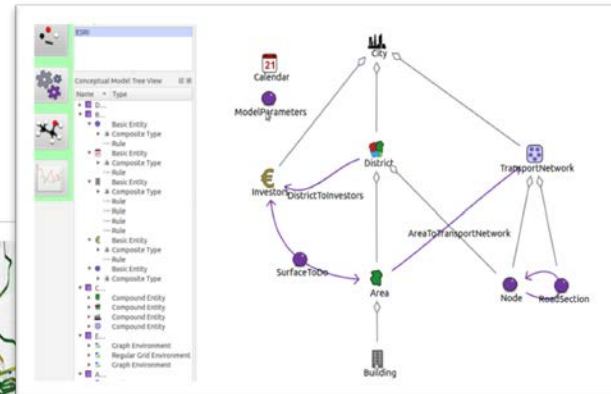 ESRI
Conceptual Model Tree View
Name Type
D...
B...
Basic Entity
Composite Type
Rule
Basic Entity
Composite Type
Rule
Basic Entity
Composite Type
Rule
Rule
Rule
Rule
Basic Entity
Composite Type
Rule
Basic Entity
Composite Type
C...
Compound Entity
Compound Entity
Compound Entity
Compound Entity
E...
Graph Environment
Regular Grid Environment
Graph Environment
A...
21
Calendar
ModelParameters
City
District
TransportNetwork
Investors
DistrictToInvestors
AreaToTransportNetwork
SurfaceToDo
Area
Node
RoadSection
Building